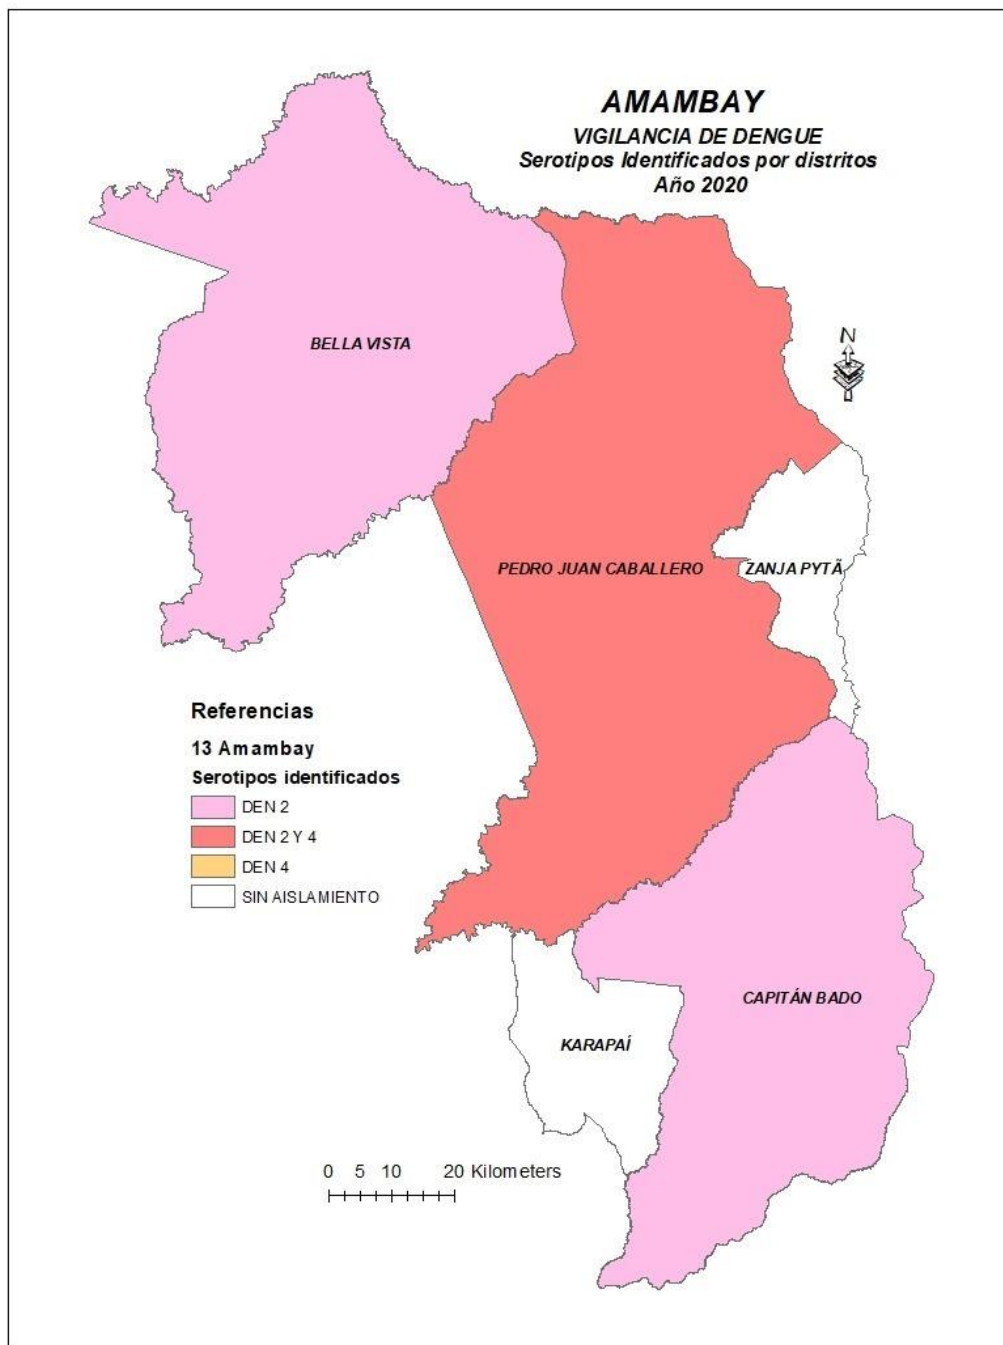 AMAMBAY
VIGILANCIA DE DENGUE
Serotipos Identificados por distritos
Año 2020
N
BELLA VISTA
PEDRO JUAN CABALLERO
ZANJA PYTÃ
Referencias
13 Amambay
Serotipos identificados
DEN 2
DEN 2 Y 4
DEN 4
SIN AISLAMIENTO
CAPITÁN BADO
KARAPAÍ
0 5 10 20 Kilometers